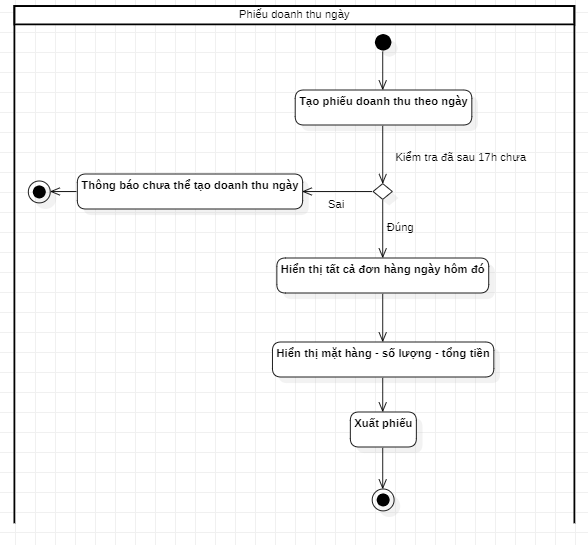 Phiếu doanh thu ngày
Tạo phiếu doanh thu theo ngày
Kiểm tra đã sau 17h chưa
Thông báo chưa thể tạo doanh thu ngày
Sai
Đúng
Hiển thị tất cả đơn hàng ngày hôm đó
Hiển thị mặt hàng - số lượng - tổng tiền
Xuất phiếu